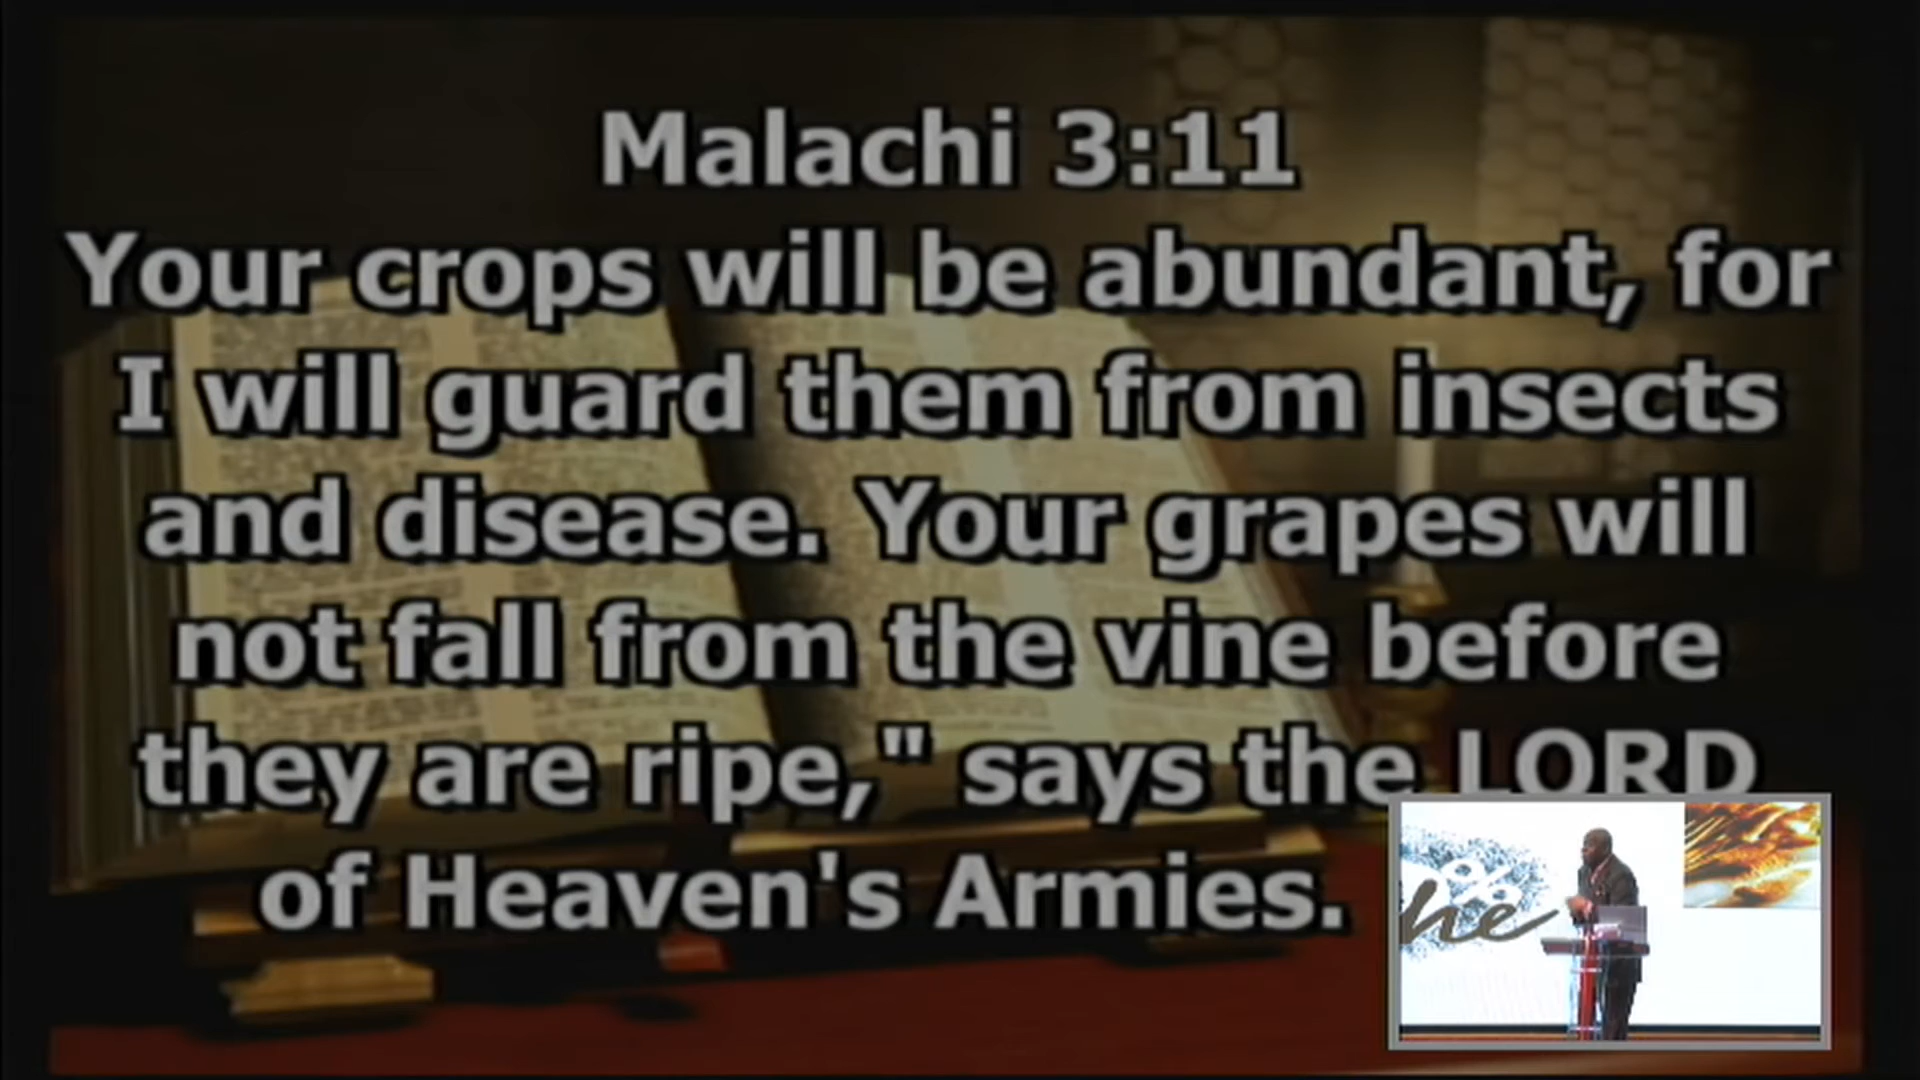 Malachi 3:11
Your crops will be abundant, for
I will guard them from insects
and disease. Your grapes will
not fall from the vine before
they are ripe," says the LORD
of Heaven's Armies.
%
he